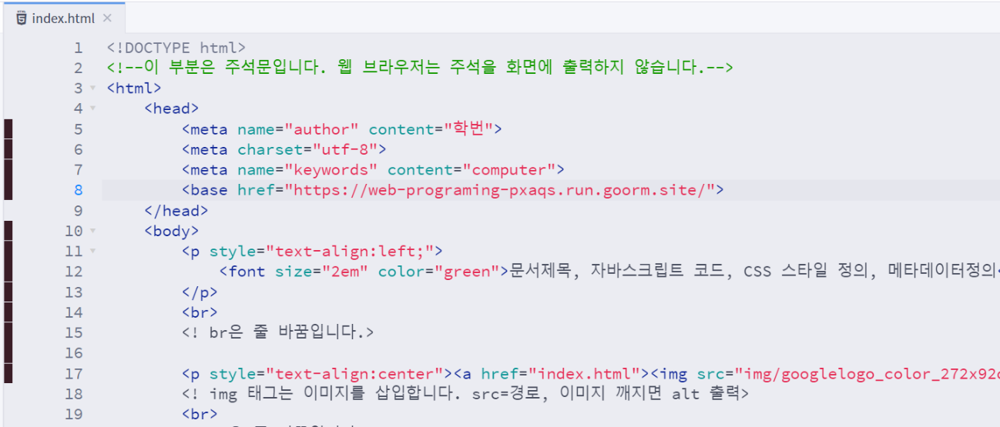 index.html ×
1 <!DOCTYPE html>
2 <!--이 부분은 주석문입니다. 웹 브라우저는 주석을 화면에 출력하지 않습니다.-->
3 <html>
4 <head>
5 <meta name="author" content="학번">
6 <meta charset="utf-8">
7 <meta name="keywords" content="computer">
8 <base href="https://web-programing-pxaqs.run.goorm.site/">
9 </head>
10 <body>
11 <p style="text-align:left;">
12 <font size="2em" color="green">문서제목, 자바스크립트 코드, CSS 스타일 정의, 메타데이터정의
13 </p>
14 <br>
15 <! br은 줄 바꿈입니다.>
16
17 <p style="text-align:center"><a href="index.html"><img src="img/googlelogo_color_272x92
18 <! img 태그는 이미지를 삽입합니다. src=경로, 이미지 깨지면 alt 출력>
19 <br>